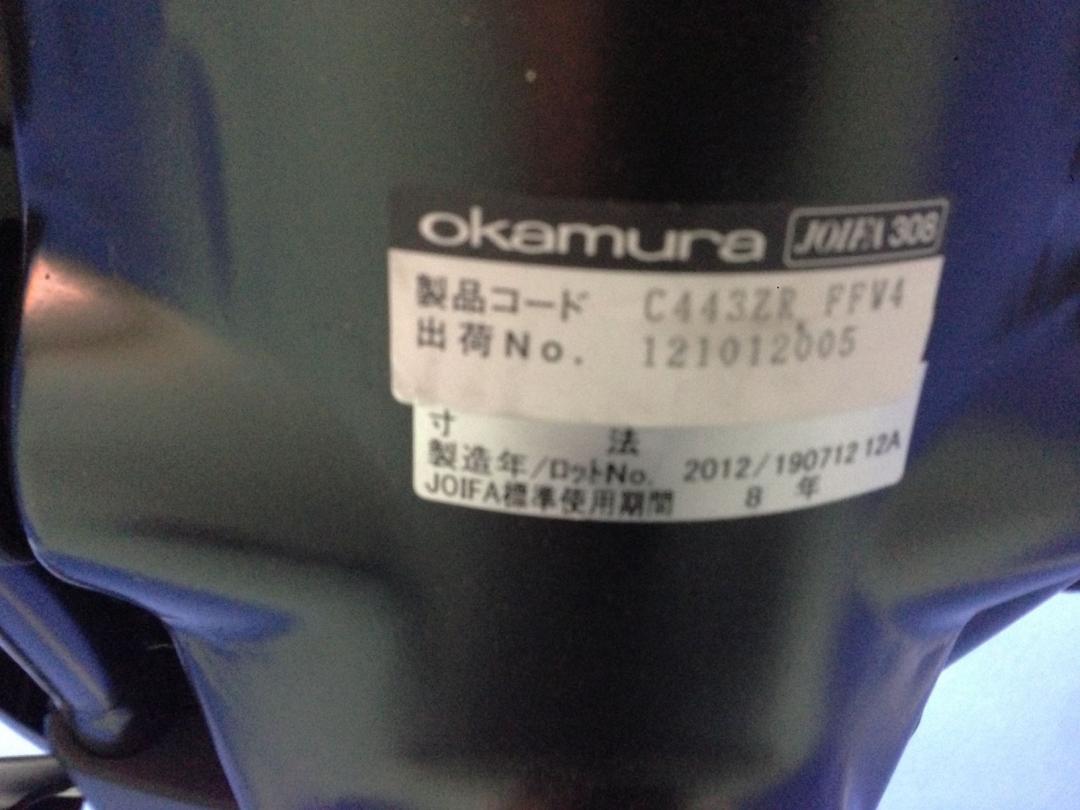 okamura JOIFA 308
製品コード C443ZR FFW4
出荷No. 121012005
寸 法
製造年/ロットNo. 2012/190712 12A
JOIFA標準使用期間 8 年